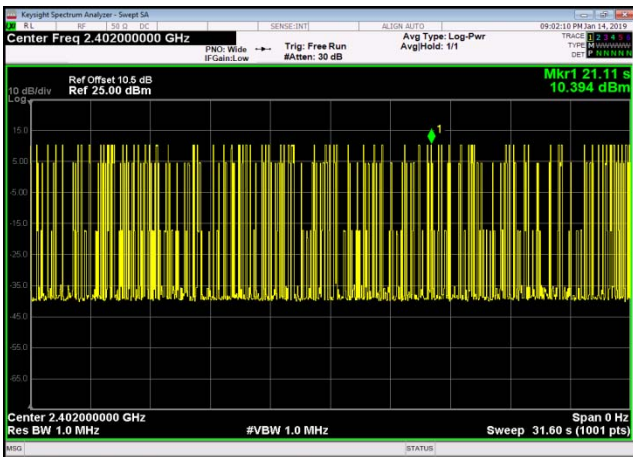 Keysight Spectrum Analyzer - Swept SA
RL RF 50 Ω DC SENSE:INT ALIGN AUTO 09:02:10 PM Jan 14, 2019
Center Freq 2.402000000 GHz
PNO: Wide
IFGain:Low
Trig: Free Run
#Atten: 30 dB
Avg Type: Log-Pwr
Avg|Hold: 1/1
TRACE 1 2 3 4 5 6
TYPE M W W W W W
DET P N N N N N
Ref Offset 10.5 dB
10 dB/div Ref 25.00 dBm
Log
Mkr1 21.11 s
10.394 dBm
1
15.0
5.00
-5.00
-15.0
-25.0
-35.0
-45.0
-55.0
-65.0
Center 2.402000000 GHz Span 0 Hz
Res BW 1.0 MHz #VBW 1.0 MHz Sweep 31.60 s (1001 pts)
MSG STATUS